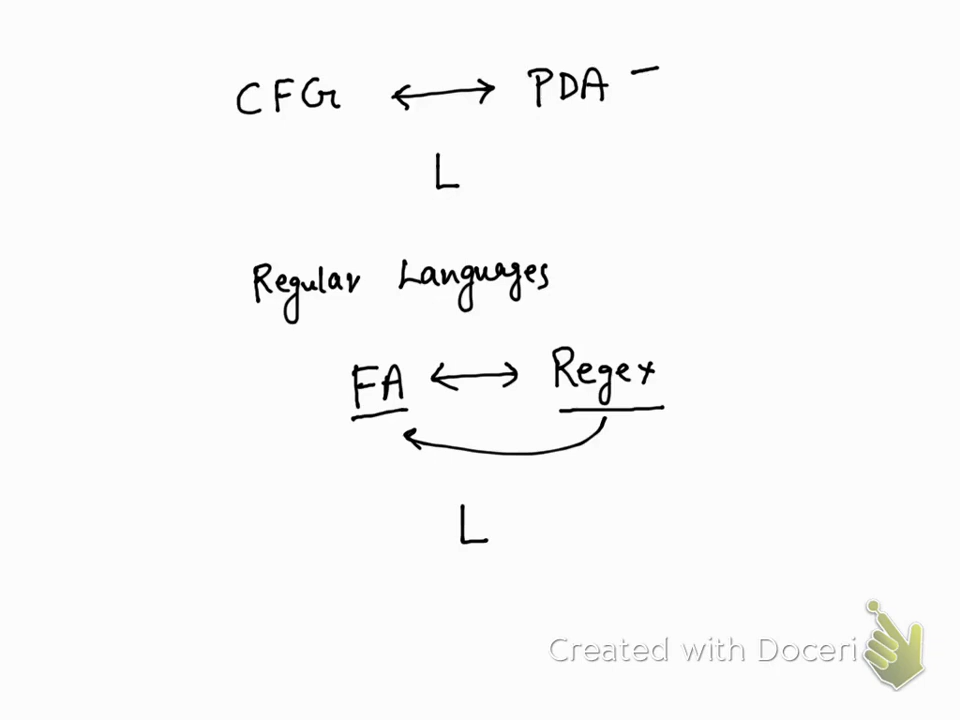 CFG ⟷ PDA –
L
Regular Languages
FA ⟷ Regex
L
Created with Doceri